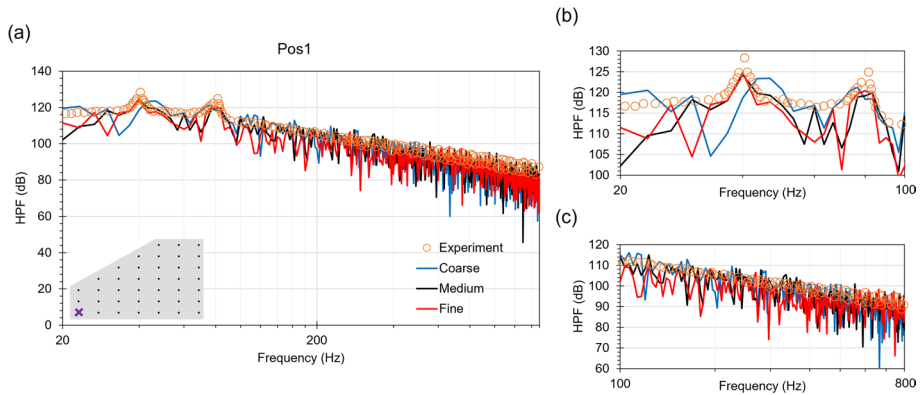 (a)
Pos1
HPF (dB)
140
120
100
80
60
40
20
0
20
200
Frequency (Hz)
Experiment
Coarse
Medium
Fine
(b)
HPF (dB)
130
125
120
115
110
105
100
20
Frequency (Hz)
100
(c)
HPF (dB)
120
110
100
90
80
70
60
100
Frequency (Hz)
800